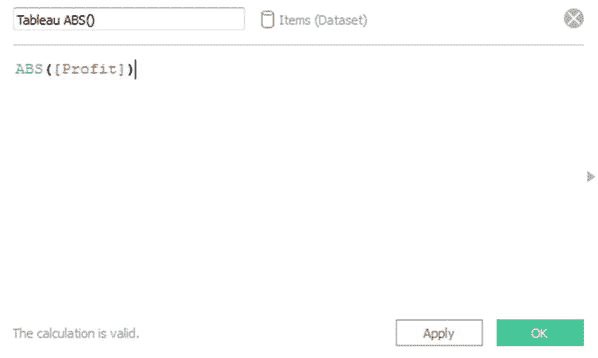 Tableau ABS()
Items (Dataset)
ABS([Profit])
The calculation is valid.
Apply
OK